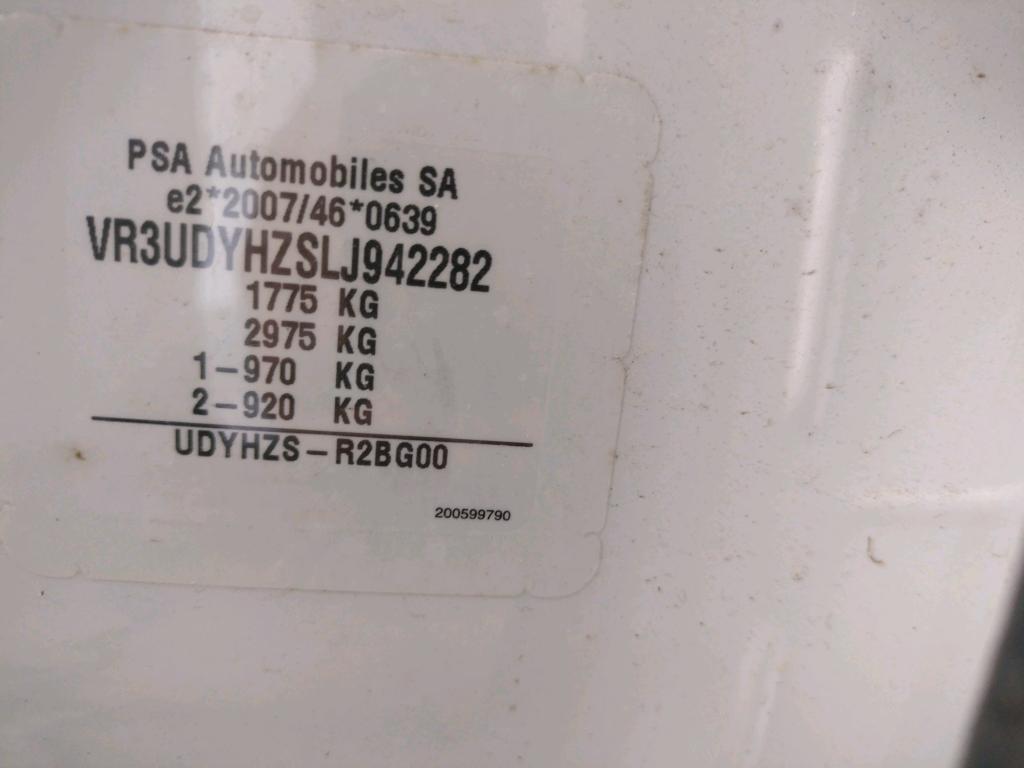 PSA Automobiles SA
e2*2007/46*0639
VR3UDYHZSLJ942282
1775 KG
2975 KG
1-970 KG
2-920 KG
UDYHZS-R2BG00
200599790